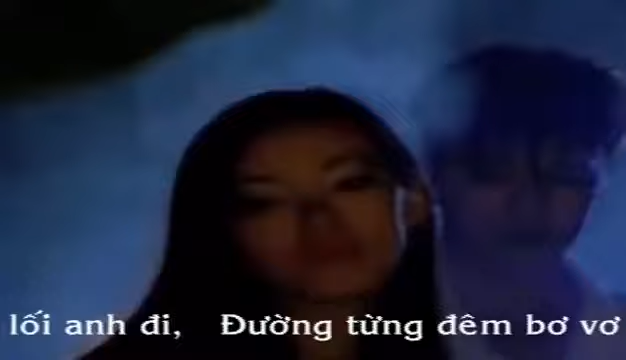 lối anh đi, Đường từng đêm bơ vơ